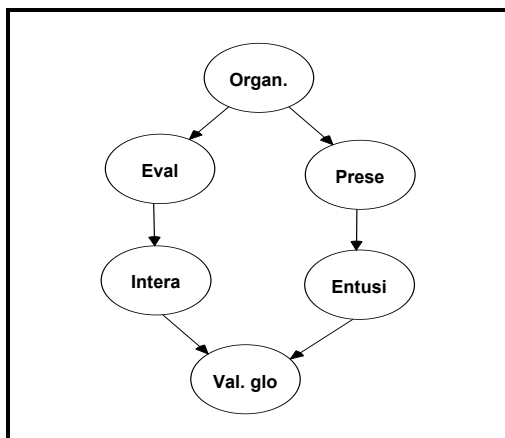 Organ.
Eval
Prese
Intera
Entusi
Val. glo